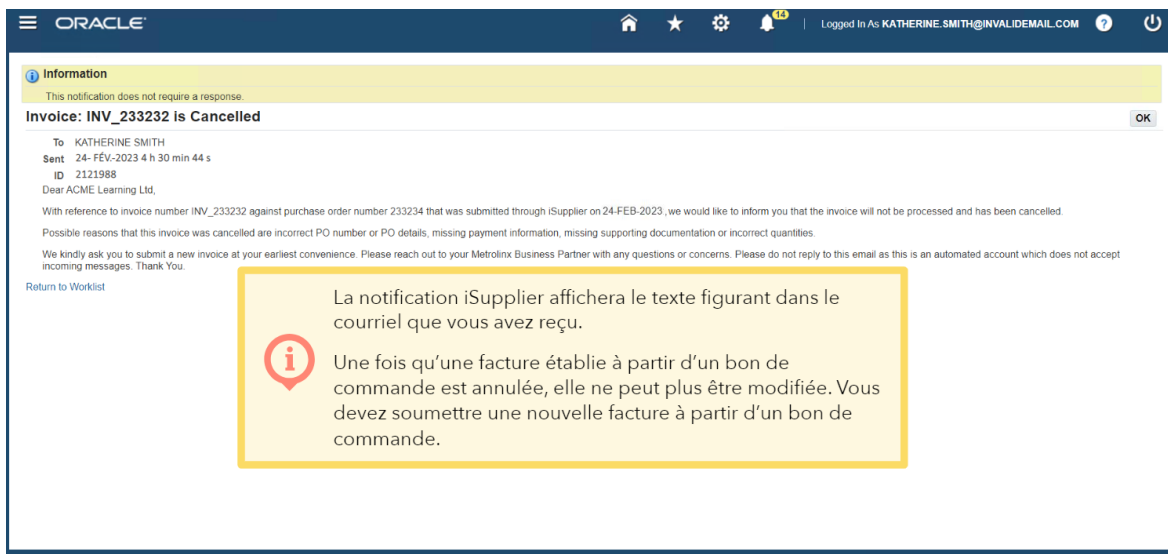 ORACLE
14
Logged In As KATHERINE.SMITH@INVALIDEMAIL.COM
?
Information
This notification does not require a response.
Invoice: INV_233232 is Cancelled
OK
To KATHERINE SMITH
Sent 24- FÉV.-2023 4 h 30 min 44 s
ID 2121988
Dear ACME Learning Ltd,
With reference to invoice number INV_233232 against purchase order number 233234 that was submitted through iSupplier on 24-FEB-2023 , we would like to inform you that the invoice will not be processed and has been cancelled.
Possible reasons that this invoice was cancelled are incorrect PO number or PO details, missing payment information, missing supporting documentation or incorrect quantities.
We kindly ask you to submit a new invoice at your earliest convenience. Please reach out to your Metrolinx Business Partner with any questions or concerns. Please do not reply to this email as this is an automated account which does not accept
incoming messages. Thank You.
Return to Worklist
La notification iSupplier affichera le texte figurant dans le
courriel que vous avez reçu.
Une fois qu'une facture établie à partir d'un bon de
commande est annulée, elle ne peut plus être modifiée. Vous
devez soumettre une nouvelle facture à partir d'un bon de
commande.